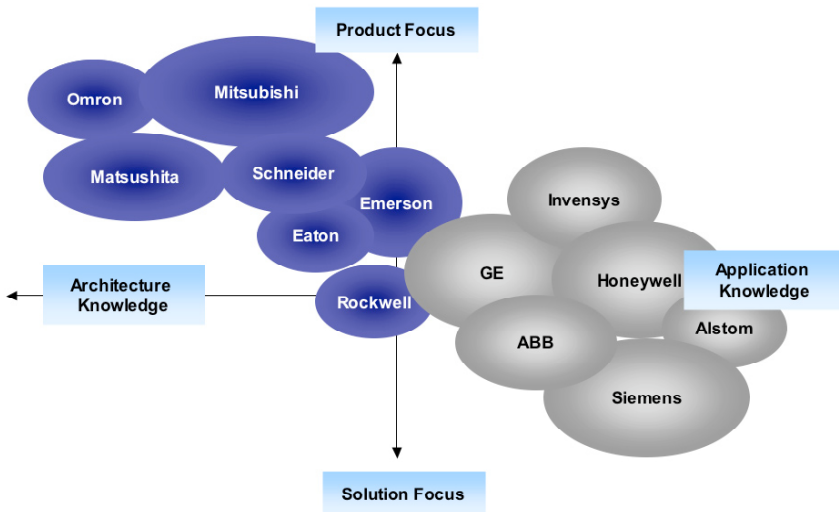 Product Focus
Omron
Mitsubishi
Matsushita
Schneider
Emerson
Invensys
Eaton
GE
Honeywell
Application
Knowledge
Architecture
Knowledge
Rockwell
ABB
Alstom
Siemens
Solution Focus